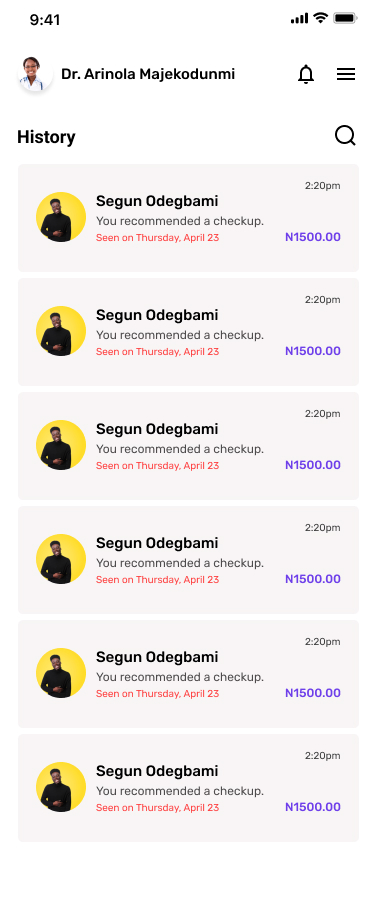 9:41
Dr. Arinola Majekodunmi
History
2:20pm
Segun Odegbami
You recommended a checkup.
Seen on Thursday, April 23
N1500.00
2:20pm
Segun Odegbami
You recommended a checkup.
Seen on Thursday, April 23
N1500.00
2:20pm
Segun Odegbami
You recommended a checkup.
Seen on Thursday, April 23
N1500.00
2:20pm
Segun Odegbami
You recommended a checkup.
Seen on Thursday, April 23
N1500.00
2:20pm
Segun Odegbami
You recommended a checkup.
Seen on Thursday, April 23
N1500.00
2:20pm
Segun Odegbami
You recommended a checkup.
Seen on Thursday, April 23
N1500.00